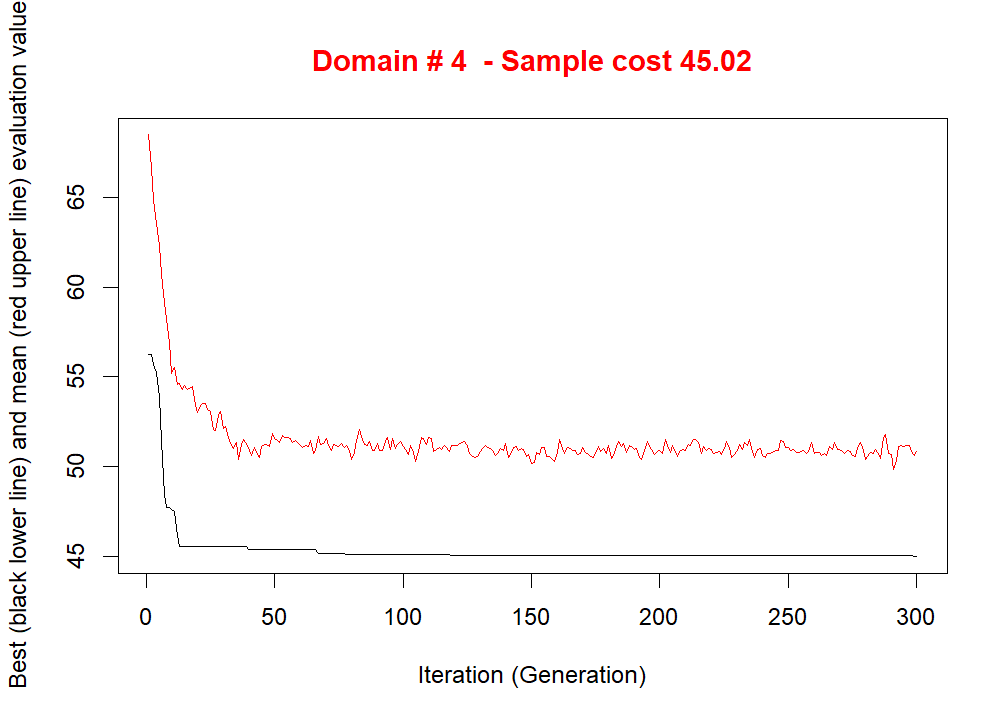 Domain # 4  - Sample cost 45.02
Best (black lower line) and mean (red upper line) evaluation value
65
60
55
50
45
0 50 100 150 200 250 300
Iteration (Generation)